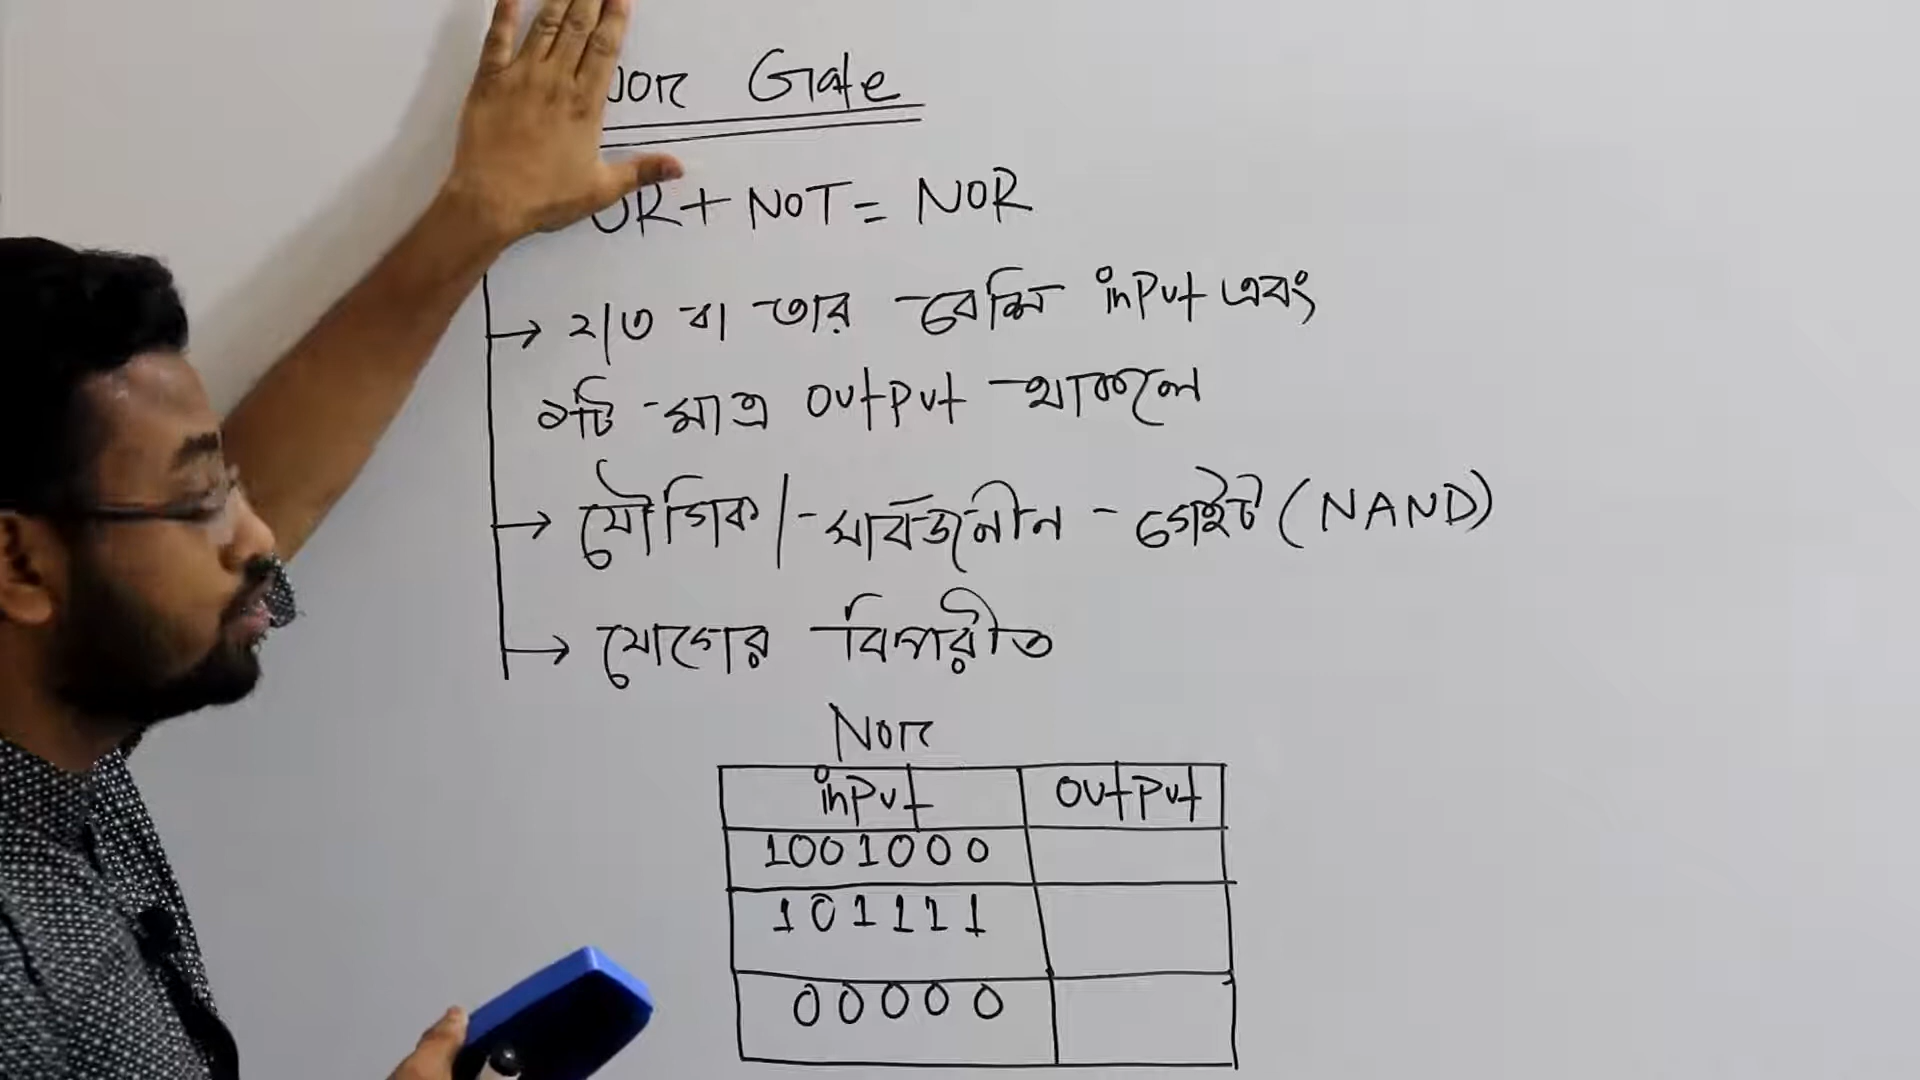 Nor Gate
OR + NOT = NOR
→ ২/৩ বা তার বেশি input এবং
১টি মাত্র output থাকলে
→ যৌগিক/সার্বজনীন গেইট (NAND)
→ যোগের বিপরীত
Nor
input output
1001000
101111
00000